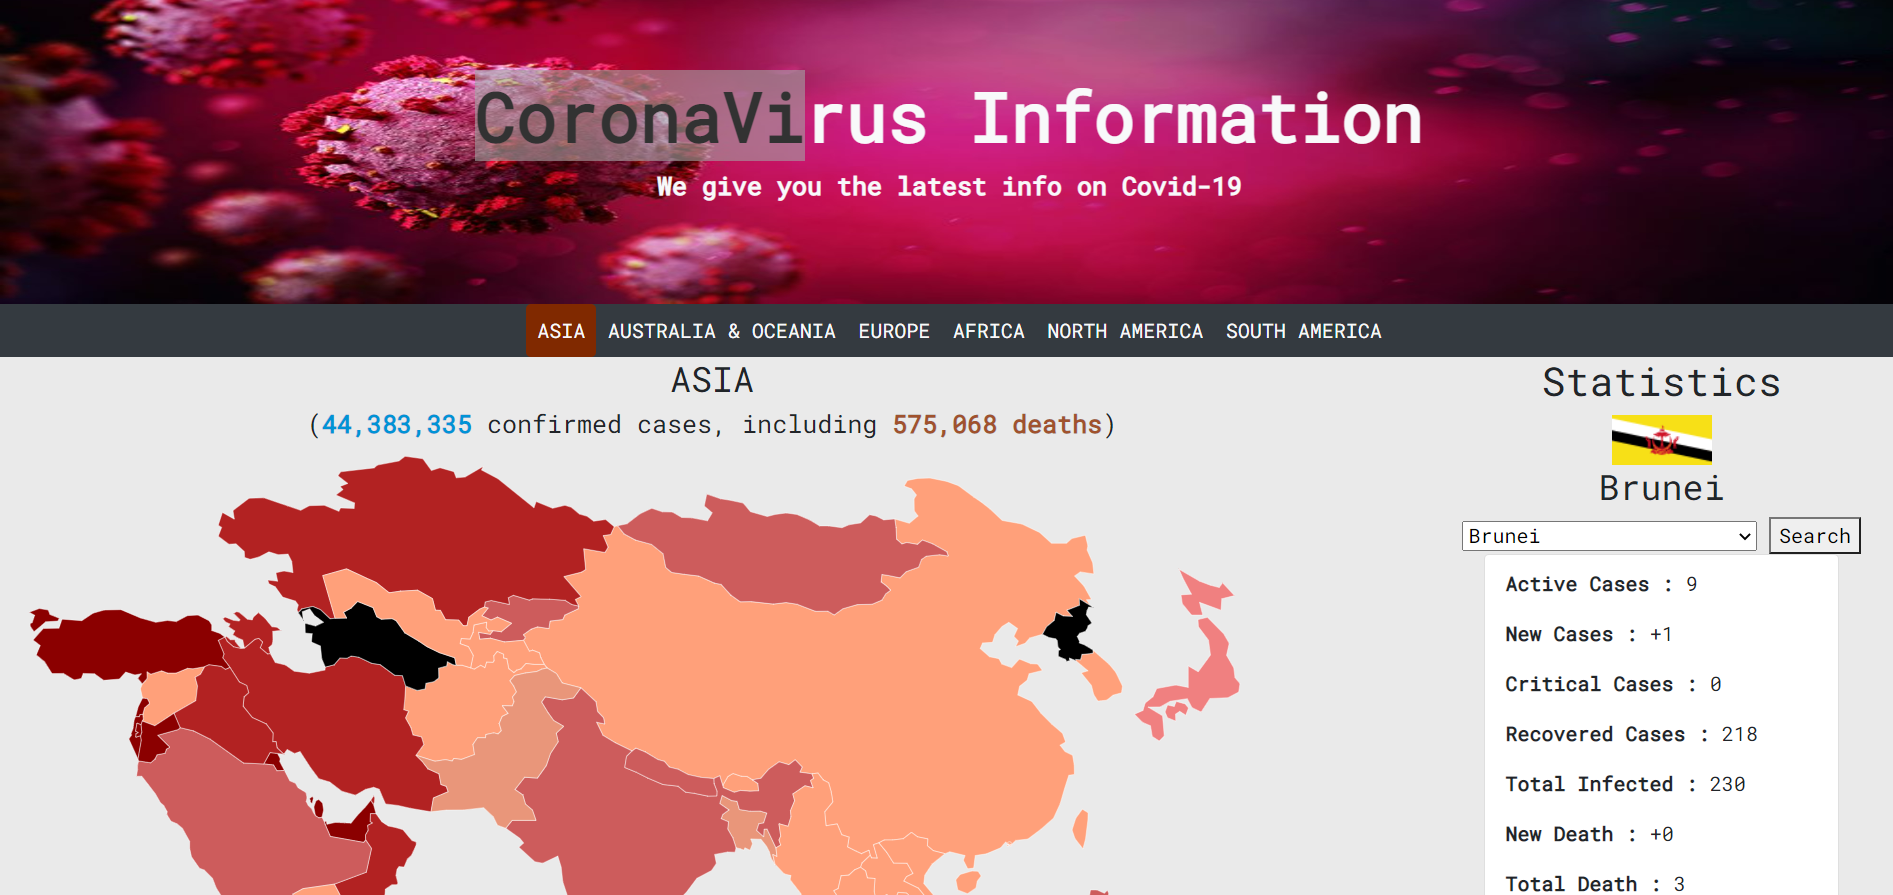 CoronaVirus Information
We give you the latest info on Covid-19
ASIA AUSTRALIA & OCEANIA EUROPE AFRICA NORTH AMERICA SOUTH AMERICA
ASIA
(44,383,335 confirmed cases, including 575,068 deaths)
Statistics
Brunei
Brunei Search
Active Cases : 9
New Cases : +1
Critical Cases : 0
Recovered Cases : 218
Total Infected : 230
New Death : +0
Total Death : 3